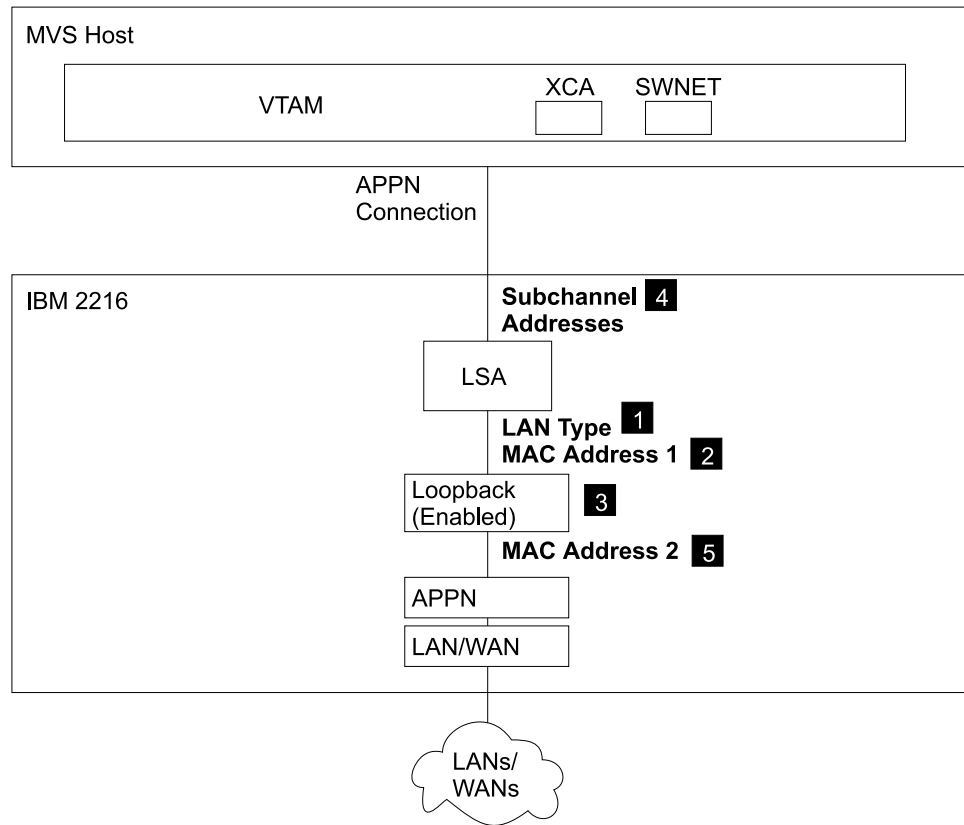 MVS Host
XCA SWNET
VTAM
APPN
Connection
IBM 2216
Subchannel 4
Addresses
LSA
LAN Type 1
MAC Address 1 2
Loopback
(Enabled) 3
MAC Address 2 5
APPN
LAN/WAN
LANs/
WANs